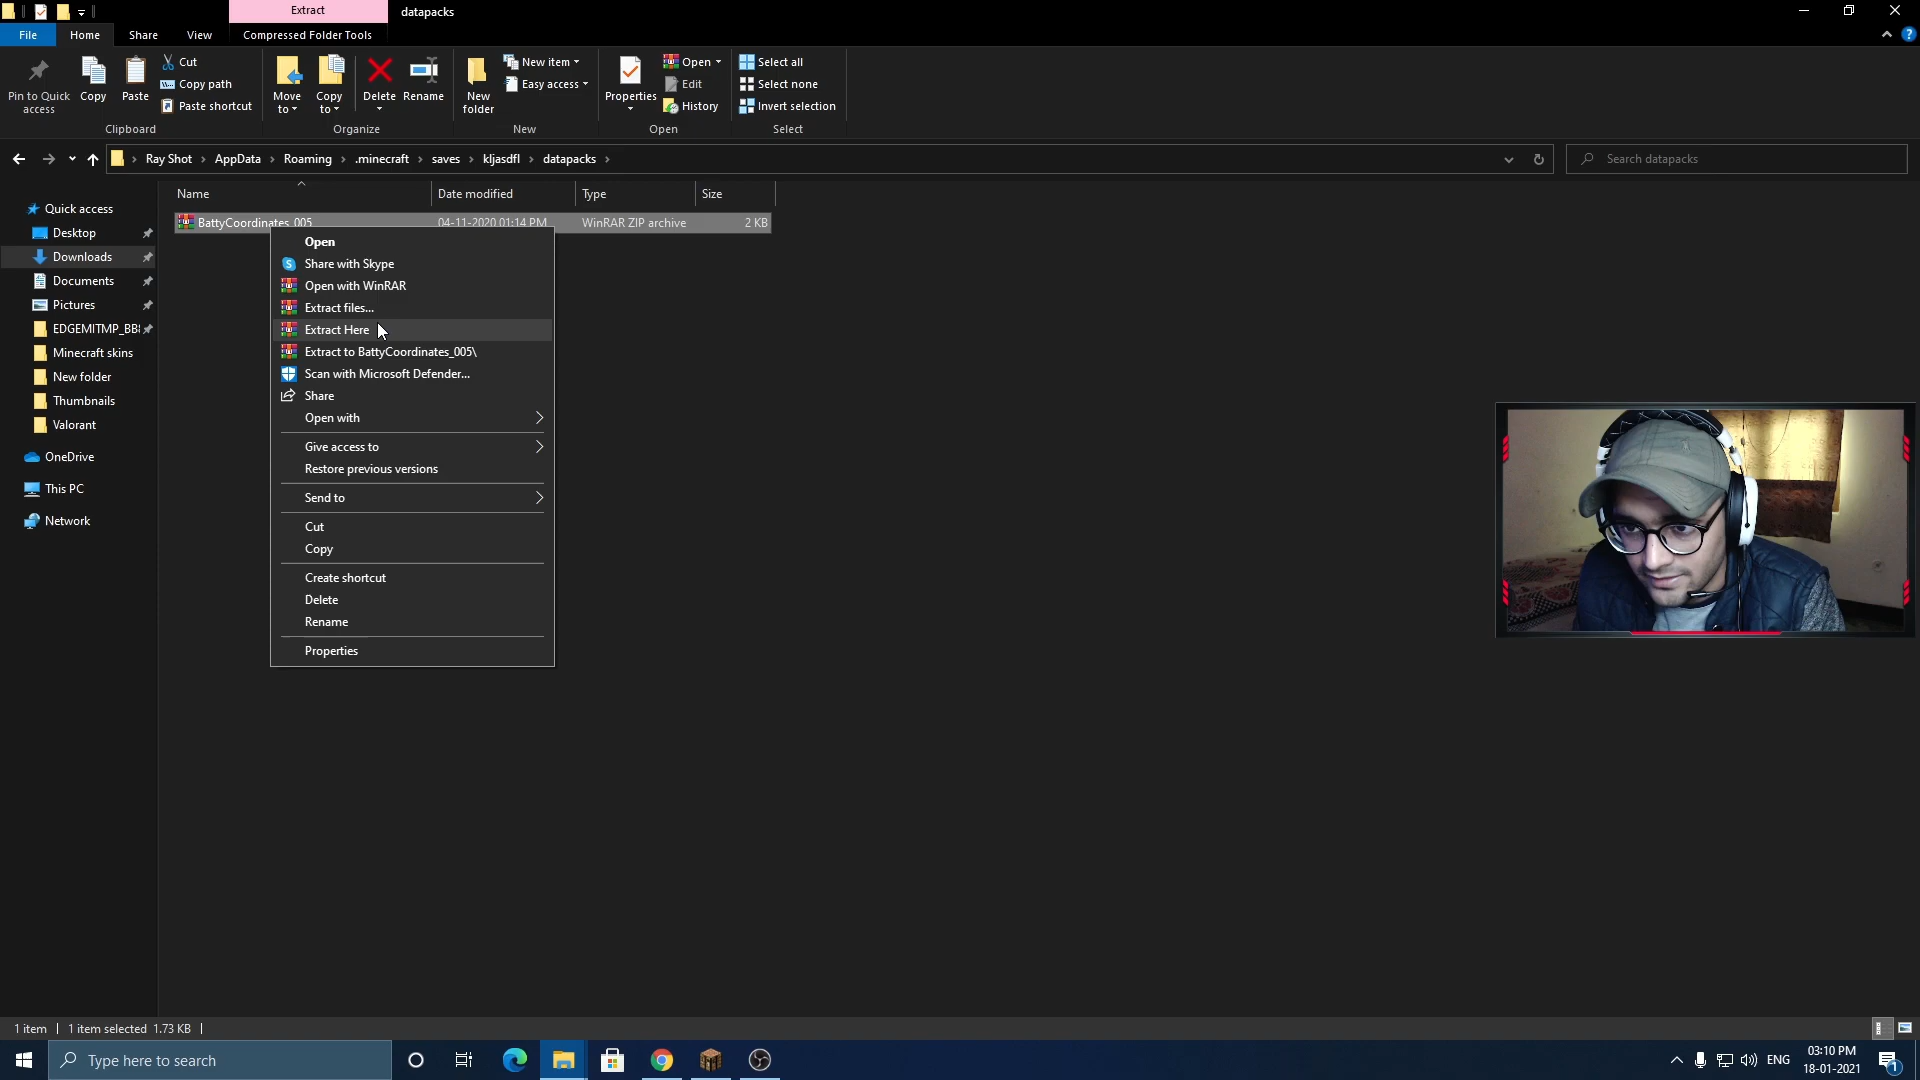 Extract
datapacks
File
Home
Share
View
Compressed Folder Tools
Pin to Quick access
Copy
Paste
Cut
Copy path
Paste shortcut
Clipboard
Move to
Copy to
Delete
Rename
Organize
New folder
New item
Easy access
New
Properties
Open
Edit
History
Open
Select all
Select none
Invert selection
Select
Ray Shot › AppData › Roaming › .minecraft › saves › kljasdfl › datapacks ›
Search datapacks
Name
Date modified
Type
Size
BattyCoordinates_005
04-11-2020 01:14 PM
WinRAR ZIP archive
2 KB
Quick access
Desktop
Downloads
Documents
Pictures
Minecraft skins
New folder
Thumbnails
Valorant
OneDrive
This PC
Network
Open
Share with Skype
Open with WinRAR
Extract files...
Extract Here
Extract to BattyCoordinates_005\
Scan with Microsoft Defender...
Share
Open with
Give access to
Restore previous versions
Send to
Cut
Copy
Create shortcut
Delete
Rename
Properties
1 item
1 item selected 1.73 KB
Type here to search
ENG
03:10 PM
18-01-2021
1